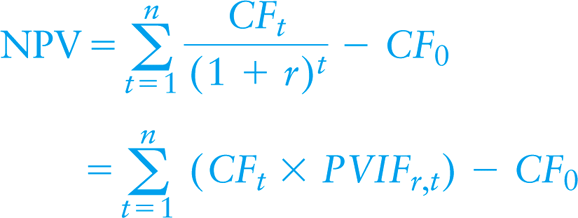 NPV = \sum_{t=1}^{n} \frac{CF_t}{(1 + r)^t} - CF_0
= \sum_{t=1}^{n} (CF_t \times PVIF_{r,t}) - CF_0